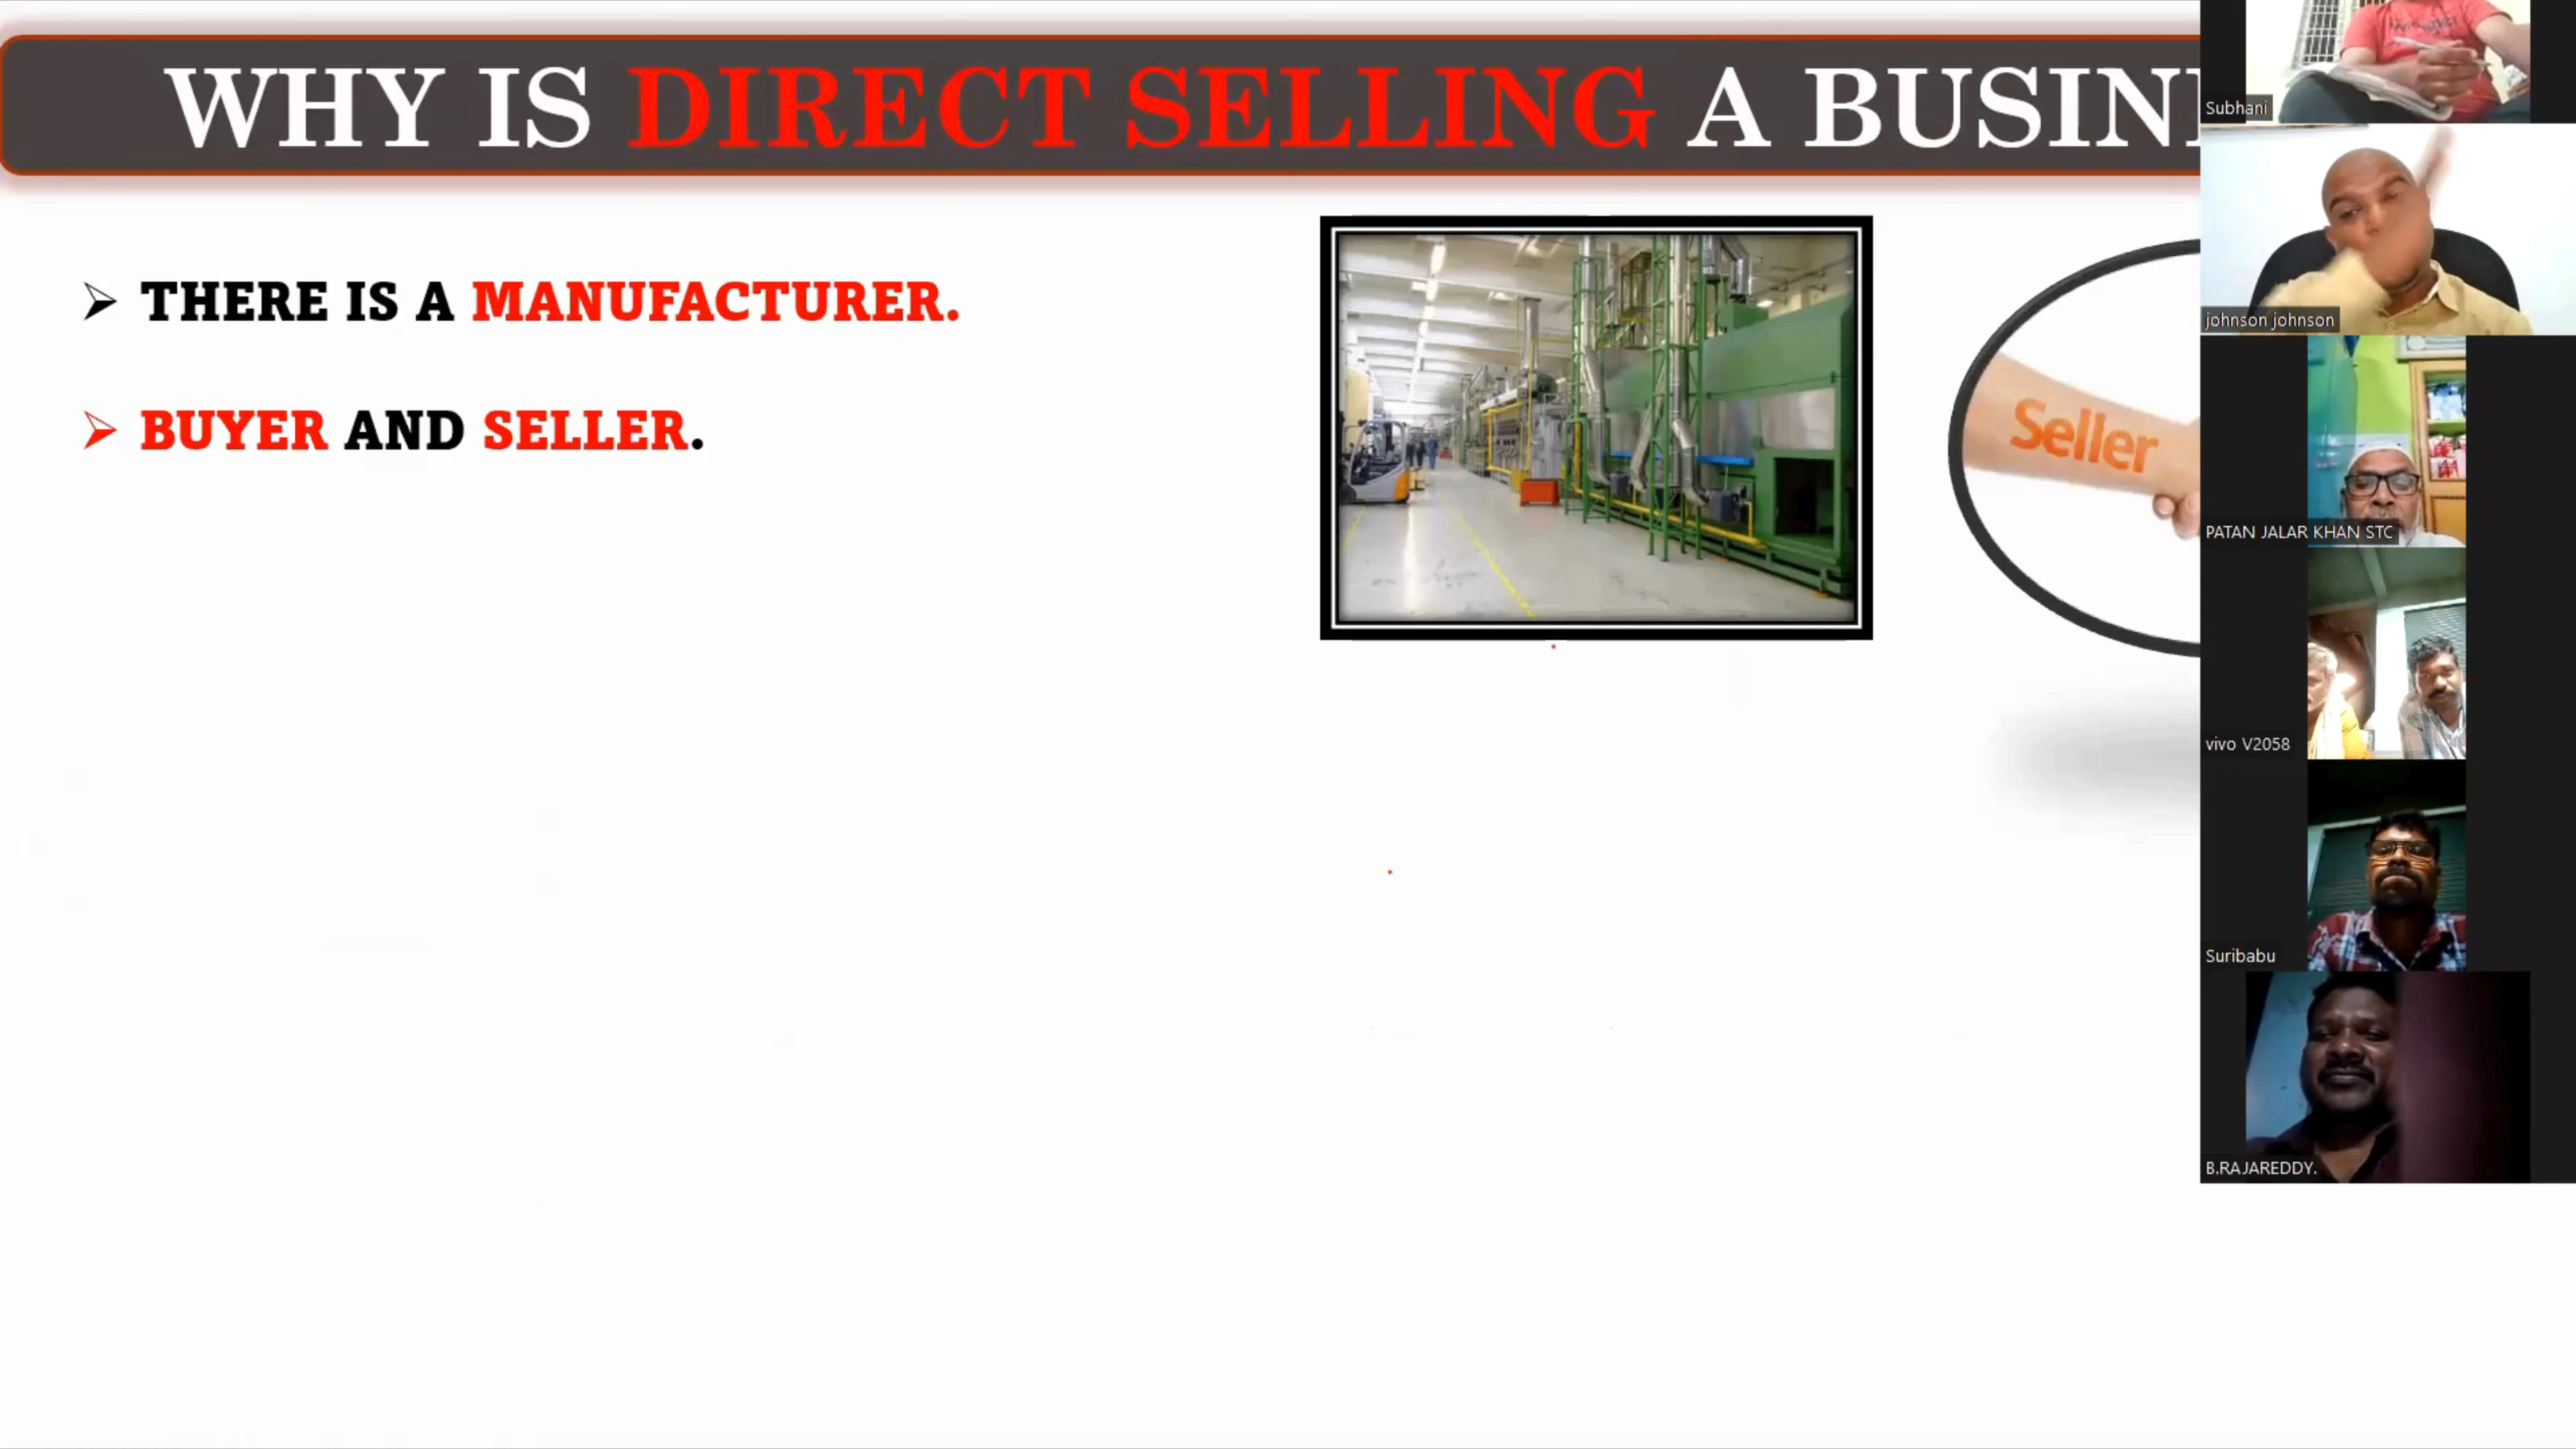 WHY IS DIRECT SELLING A BUSIN
➢ THERE IS A MANUFACTURER.
➢ BUYER AND SELLER.
Seller
Subhani
johnson johnson
PATAN JALAR KHAN STC
vivo V2058
Suribabu
B.RAJAREDDY.